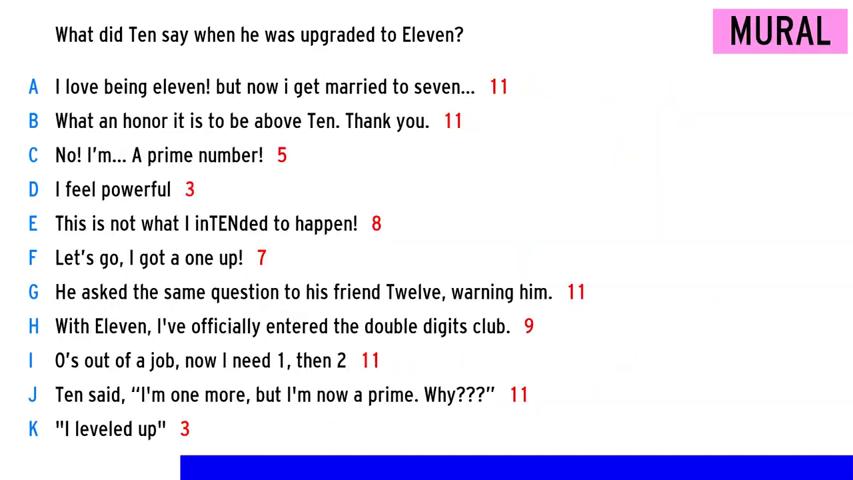 What did Ten say when he was upgraded to Eleven?
MURAL
A I love being eleven! but now i get married to seven... 11
B What an honor it is to be above Ten. Thank you. 11
C No! I'm... A prime number! 5
D I feel powerful 3
E This is not what I inTENded to happen! 8
F Let's go, I got a one up! 7
G He asked the same question to his friend Twelve, warning him. 11
H With Eleven, I've officially entered the double digits club. 9
I 0's out of a job, now I need 1, then 2 11
J Ten said, “I'm one more, but I'm now a prime. Why???” 11
K "I leveled up" 3